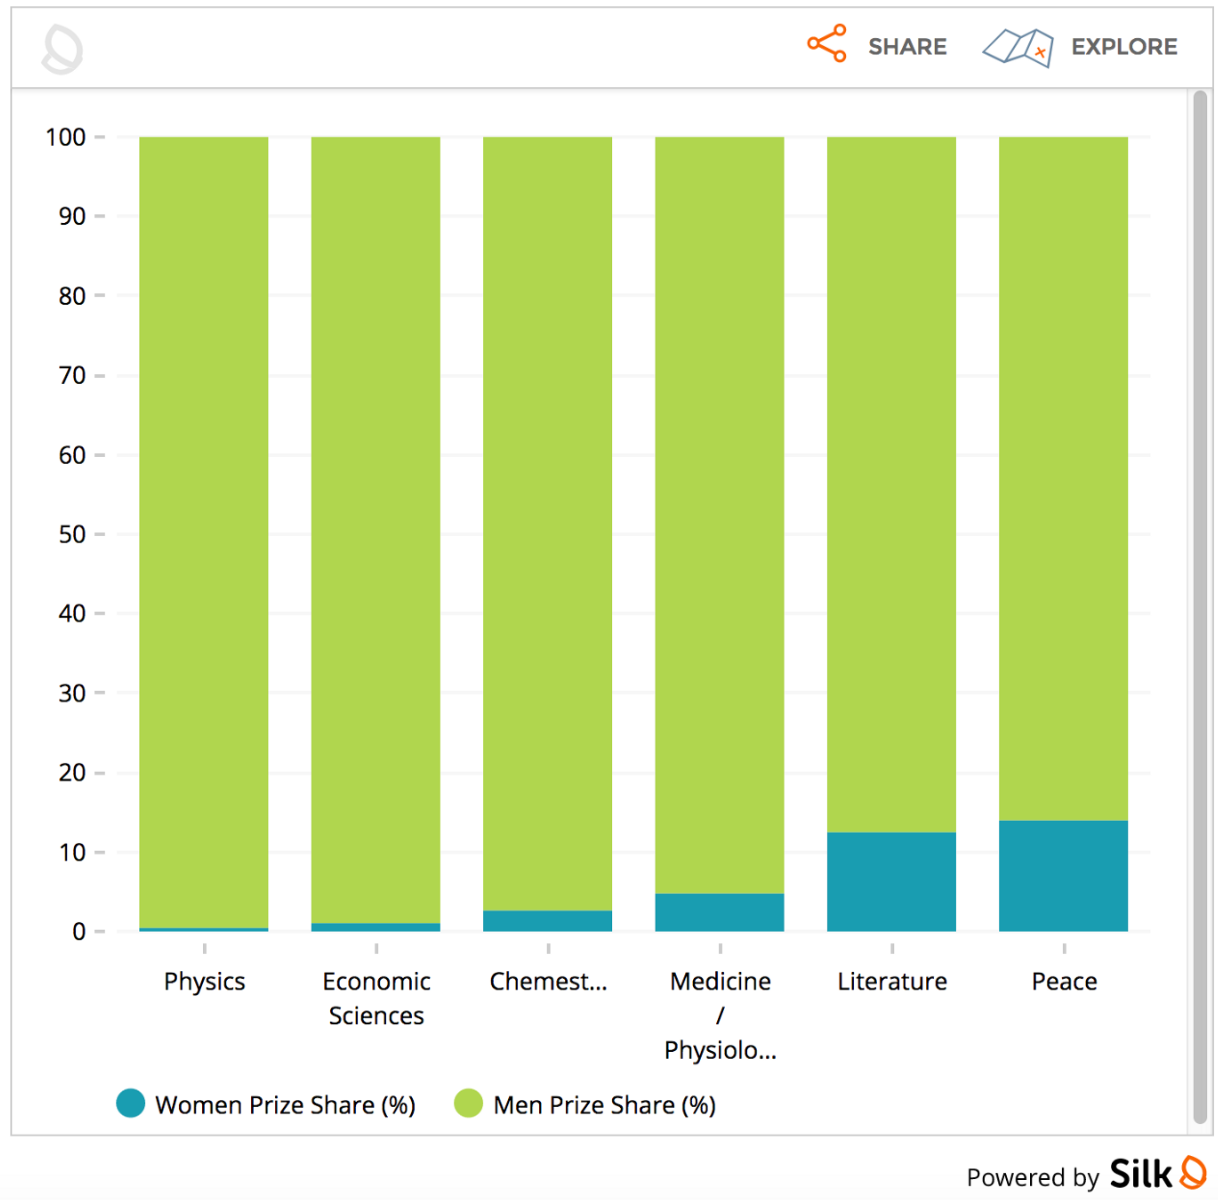 SHARE
EXPLORE
100
90
80
70
60
50
40
30
20
10
0
Physics
Economic
Sciences
Chemest...
Medicine
/
Physiolo...
Literature
Peace
Women Prize Share (%)
Men Prize Share (%)
Powered by Silk